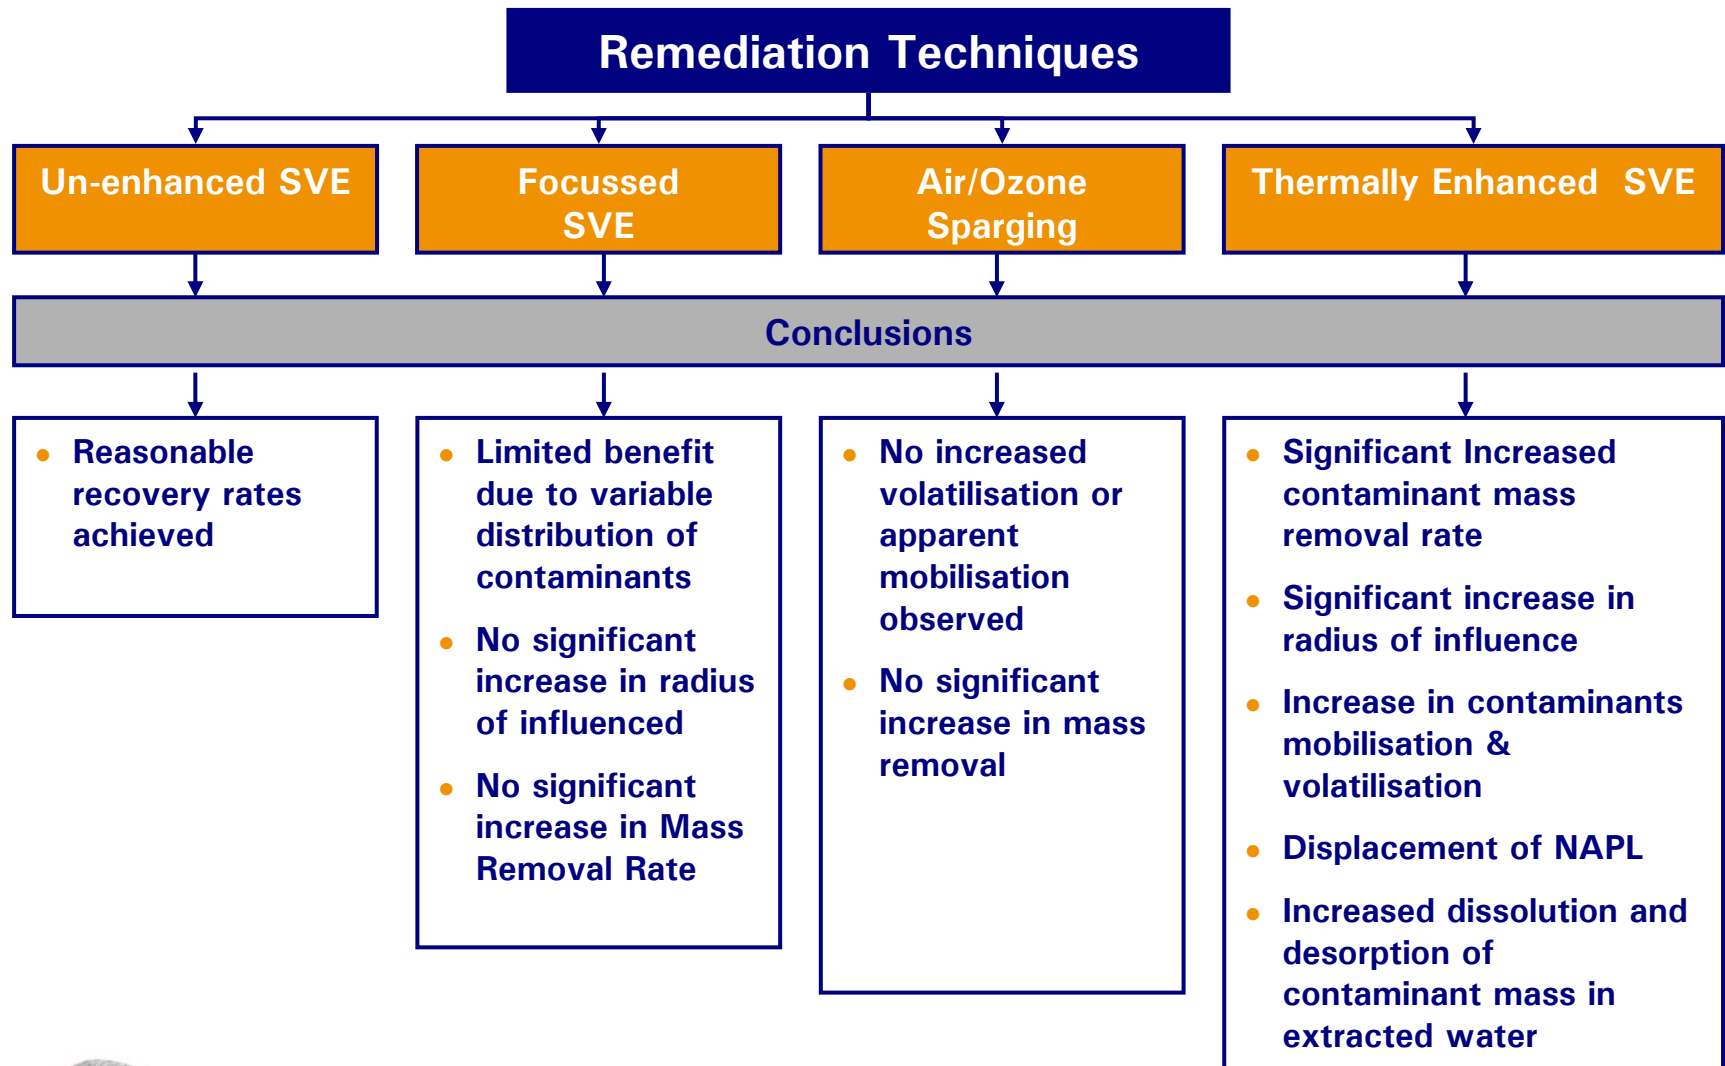 Remediation Techniques
Un-enhanced SVE
Focussed
SVE
Air/Ozone
Sparging
Thermally Enhanced  SVE
Conclusions
• Reasonable
recovery rates
achieved
• Limited benefit
due to variable
distribution of
contaminants
• No significant
increase in radius
of influenced
• No significant
increase in Mass
Removal Rate
• No increased
volatilisation or
apparent
mobilisation
observed
• No significant
increase in mass
removal
• Significant Increased
contaminant mass
removal rate
• Significant increase in
radius of influence
• Increase in contaminants
mobilisation &
volatilisation
• Displacement of NAPL
• Increased dissolution and
desorption of
contaminant mass in
extracted water